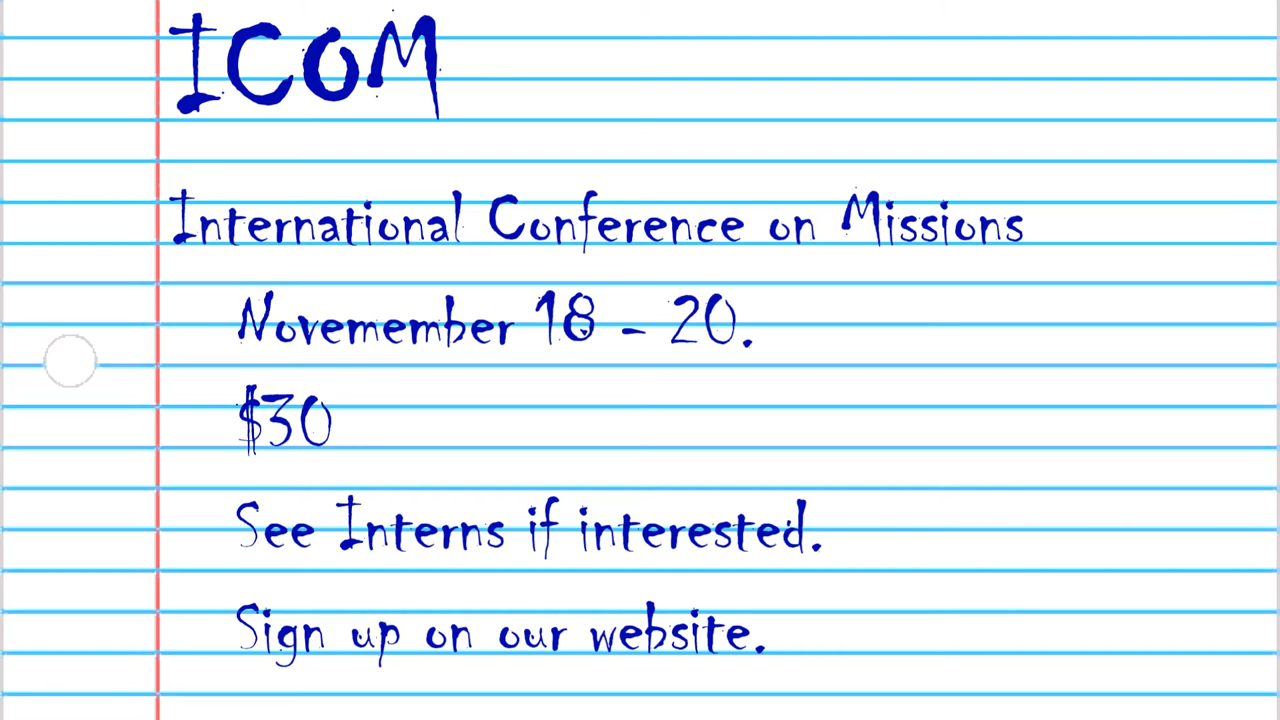 ICOM
International Conference on Missions
Novemember 18 - 20.
$30
See Interns if interested.
Sign up on our website.